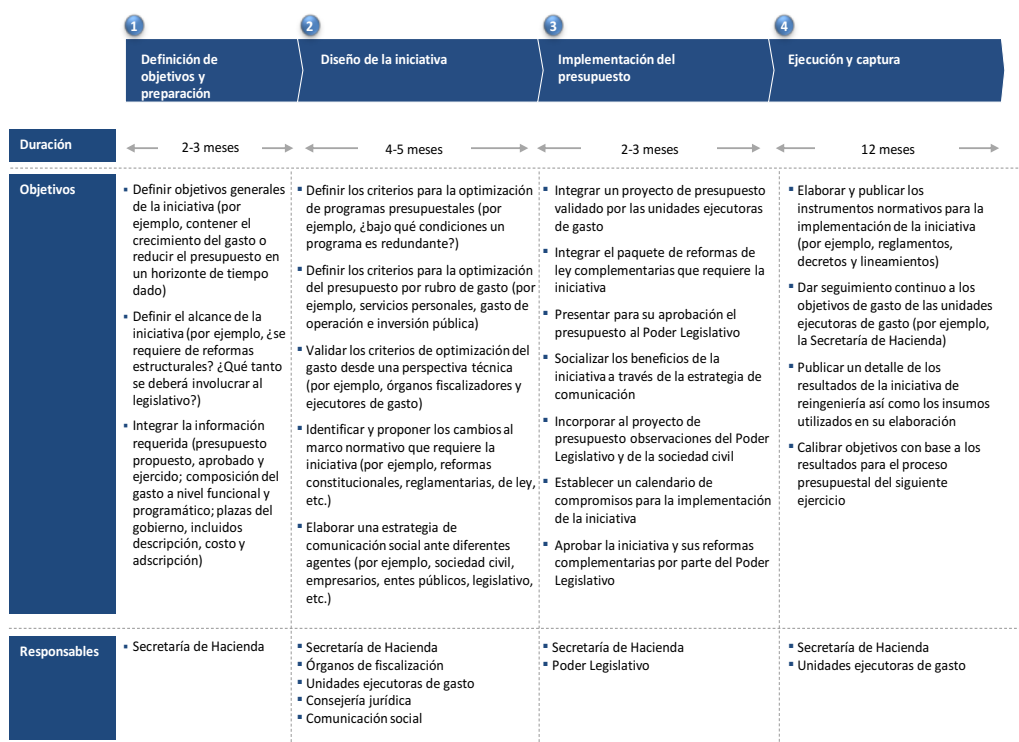 1
2
3
4
Definición de
objetivos y
preparación
Diseño de la iniciativa
Implementación del
presupuesto
Ejecución y captura
Duración
2-3 meses
4-5 meses
2-3 meses
12 meses
Objetivos
▪ Definir objetivos generales
de la iniciativa (por
ejemplo, contener el
crecimiento del gasto o
reducir el presupuesto en
un horizonte de tiempo
dado)
▪ Definir el alcance de la
iniciativa (por ejemplo, ¿se
requiere de reformas
estructurales? ¿Qué tanto
se deberá involucrar al
legislativo?)
▪ Integrar la información
requerida (presupuesto
propuesto, aprobado y
ejercido; composición del
gasto a nivel funcional y
programático; plazas del
gobierno, incluidos
descripción, costo y
adscripción)
▪ Definir los criterios para la optimización
de programas presupuestales (por
ejemplo, ¿bajo qué condiciones un
programa es redundante?)
▪ Definir los criterios para la optimización
del presupuesto por rubro de gasto (por
ejemplo, servicios personales, gasto de
operación e inversión pública)
▪ Validar los criterios de optimización del
gasto desde una perspectiva técnica
(por ejemplo, órganos fiscalizadores y
ejecutores de gasto)
▪ Identificar y proponer los cambios al
marco normativo que requiere la
iniciativa (por ejemplo, reformas
constitucionales, reglamentarias, de ley,
etc.)
▪ Elaborar una estrategia de
comunicación social ante diferentes
agentes (por ejemplo, sociedad civil,
empresarios, entes públicos, legislativo,
etc.)
▪ Integrar un proyecto de presupuesto
validado por las unidades ejecutoras
de gasto
▪ Integrar el paquete de reformas de
ley complementarias que requiere la
iniciativa
▪ Presentar para su aprobación el
presupuesto al Poder Legislativo
▪ Socializar los beneficios de la
iniciativa a través de la estrategia de
comunicación
▪ Incorporar al proyecto de
presupuesto observaciones del Poder
Legislativo y de la sociedad civil
▪ Establecer un calendario de
compromisos para la implementación
de la iniciativa
▪ Aprobar la iniciativa y sus reformas
complementarias por parte del Poder
Legislativo
▪ Elaborar y publicar los
instrumentos normativos para la
implementación de la iniciativa
(por ejemplo, reglamentos,
decretos y lineamientos)
▪ Dar seguimiento continuo a los
objetivos de gasto de las unidades
ejecutoras de gasto (por ejemplo,
la Secretaría de Hacienda)
▪ Publicar un detalle de los
resultados de la iniciativa de
reingeniería así como los insumos
utilizados en su elaboración
▪ Calibrar objetivos con base a los
resultados para el proceso
presupuestal del siguiente
ejercicio
Responsables
▪ Secretaría de Hacienda
▪ Secretaría de Hacienda
▪ Órganos de fiscalización
▪ Unidades ejecutoras de gasto
▪ Consejería jurídica
▪ Comunicación social
▪ Secretaría de Hacienda
▪ Poder Legislativo
▪ Secretaría de Hacienda
▪ Unidades ejecutoras de gasto